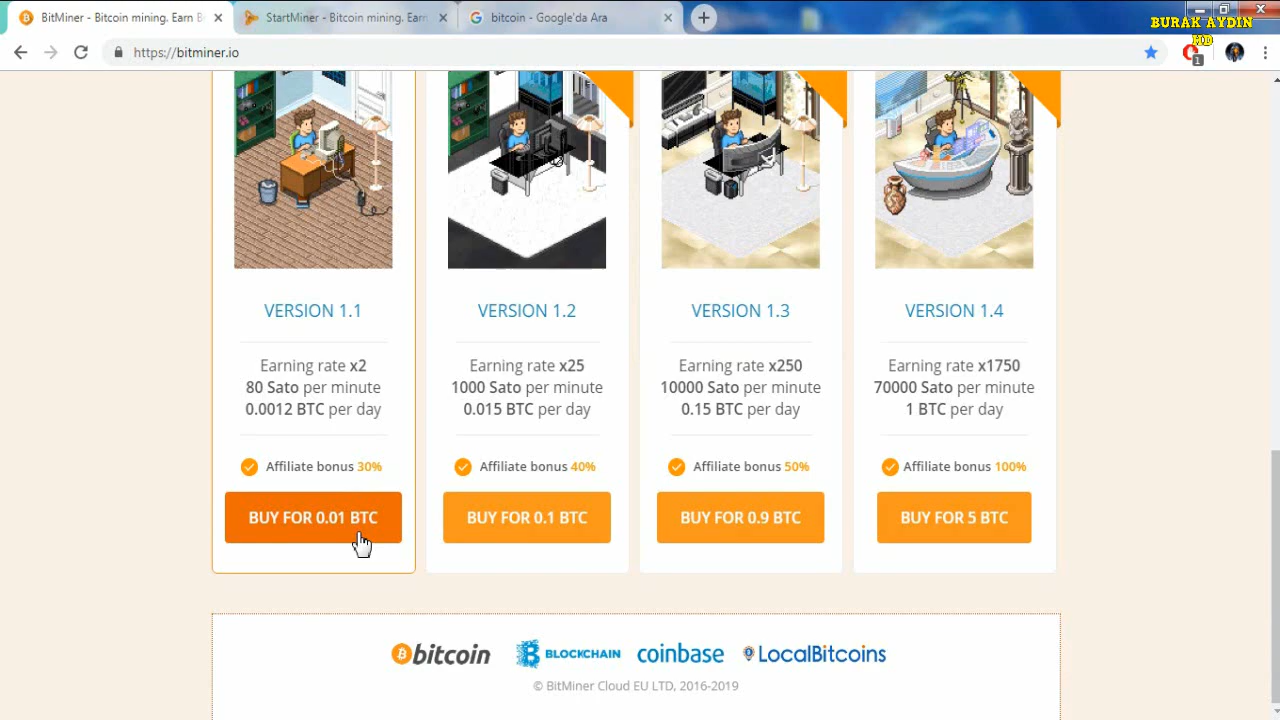 BitMiner - Bitcoin mining. Earn B
StartMiner - Bitcoin mining. Earn
bitcoin - Google'da Ara
BURAK AYDIN
HD
https://bitminer.io
1
VERSION 1.1
Earning rate x2
80 Sato per minute
0.0012 BTC per day
Affiliate bonus 30%
BUY FOR 0.01 BTC
VERSION 1.2
Earning rate x25
1000 Sato per minute
0.015 BTC per day
Affiliate bonus 40%
BUY FOR 0.1 BTC
VERSION 1.3
Earning rate x250
10000 Sato per minute
0.15 BTC per day
Affiliate bonus 50%
BUY FOR 0.9 BTC
VERSION 1.4
Earning rate x1750
70000 Sato per minute
1 BTC per day
Affiliate bonus 100%
BUY FOR 5 BTC
bitcoin
BLOCKCHAIN
coinbase
LocalBitcoins
© BitMiner Cloud EU LTD, 2016-2019